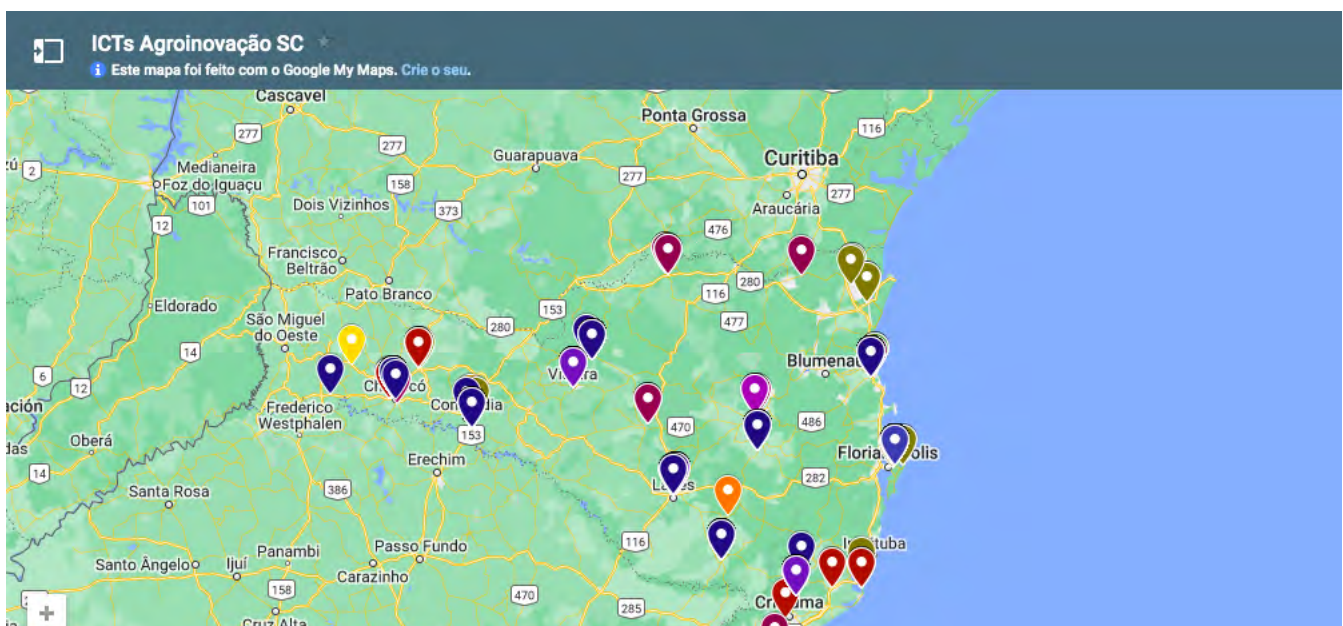 ICTs Agroinovação SC
Este mapa foi feito com o Google My Maps. Crie o seu.
Cascavel
Ponta Grossa
277
116
Guarapuava
277
Curitiba
2
Medianeira
Foz do Iguaçu
158
277
277
101
Dois Vizinhos
373
Araucária
12
476
Francisco
Beltrão
280
Pato Branco
116
Eldorado
153
São Miguel
do Oeste
280
477
14
Blumenau
6
12
Frederico
Westphalen
470
486
153
Oberá
Erechim
14
282
386
Santa Rosa
116
Panambi
Passo Fundo
Santo Ângelo
Ijuí
Carazinho
158
470
285
Cruz Alta